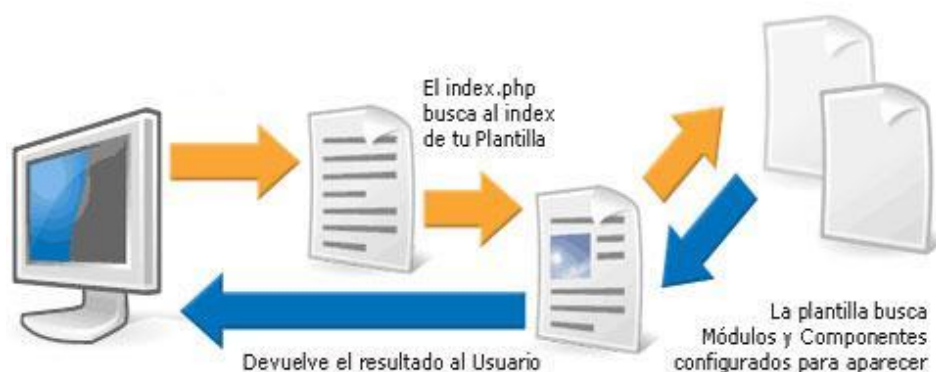 El index.php
busca al index
de tu Plantilla
La plantilla busca
Módulos y Componentes
configurados para aparecer
Devuelve el resultado al Usuario